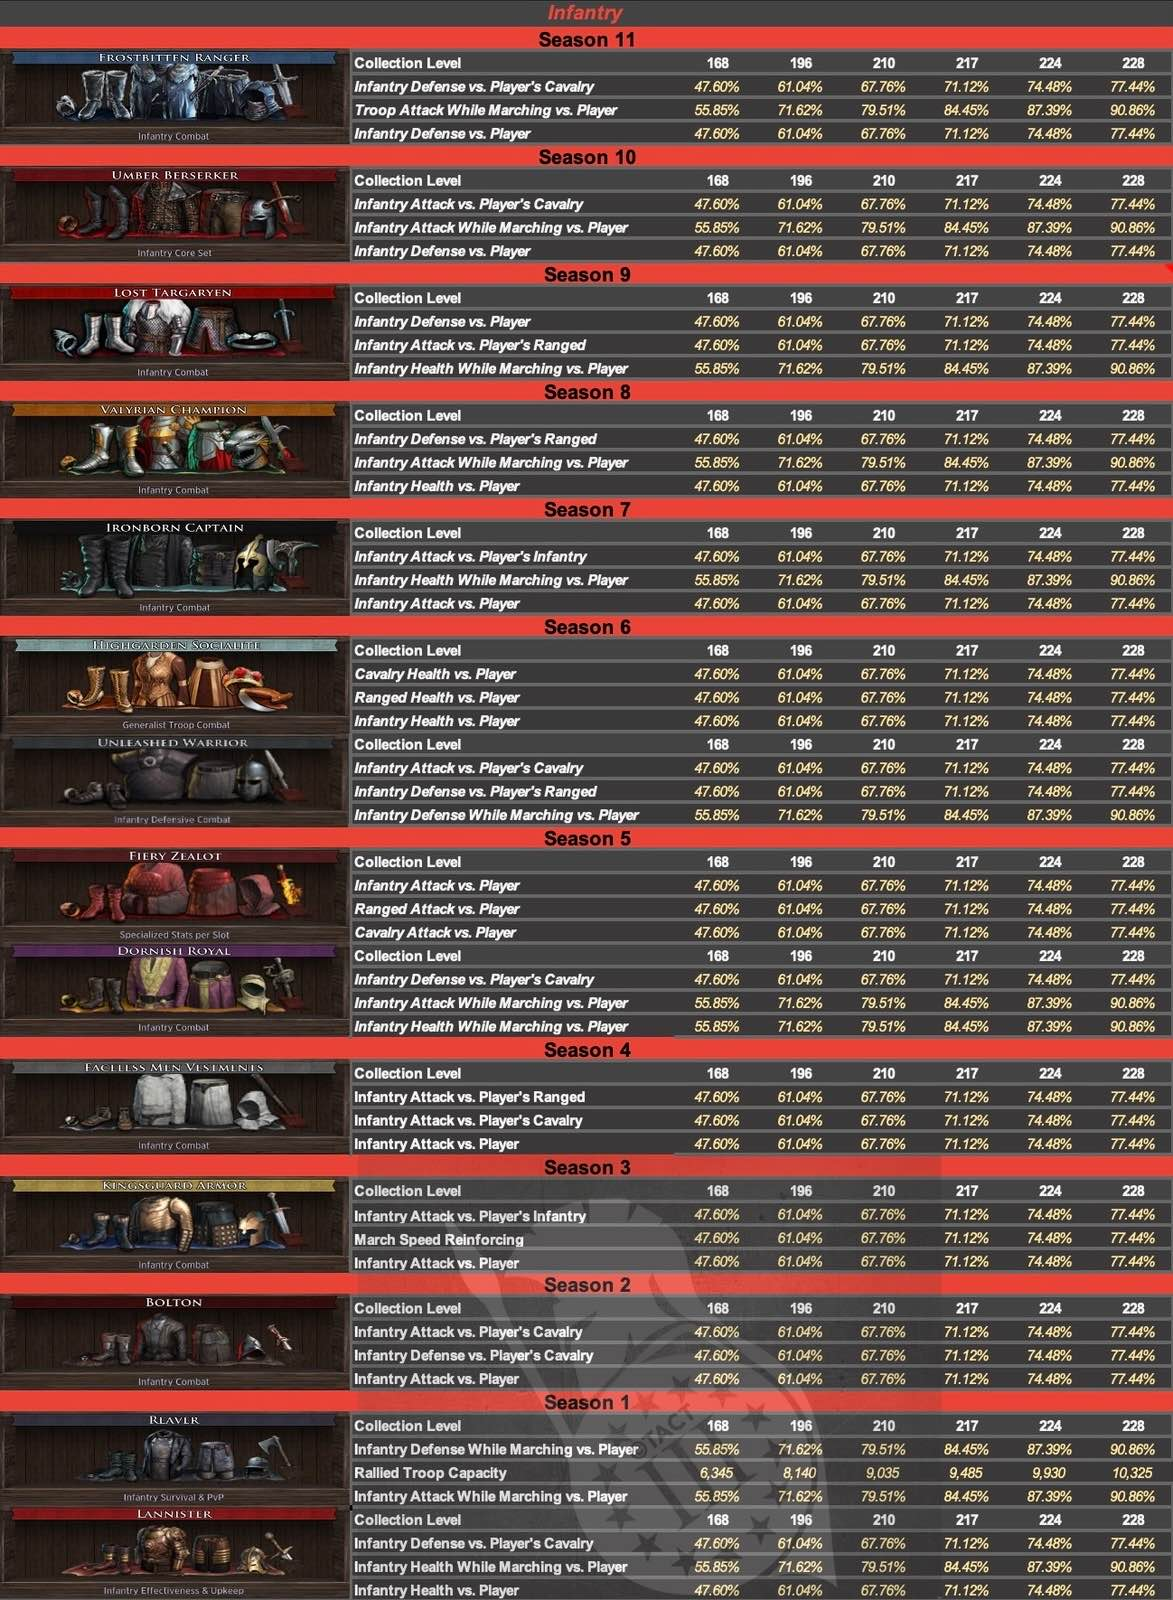 Infantry
Season 11
FROSTBITTEN RANGER
Infantry Combat
Collection Level 168 196 210 217 224 228
Infantry Defense vs. Player's Cavalry 47.60% 61.04% 67.76% 71.12% 74.48% 77.44%
Troop Attack While Marching vs. Player 55.85% 71.62% 79.51% 84.45% 87.39% 90.86%
Infantry Defense vs. Player 47.60% 61.04% 67.76% 71.12% 74.48% 77.44%
Season 10
UMBER BERSERKER
Infantry Core Set
Collection Level 168 196 210 217 224 228
Infantry Attack vs. Player's Cavalry 47.60% 61.04% 67.76% 71.12% 74.48% 77.44%
Infantry Attack While Marching vs. Player 55.85% 71.62% 79.51% 84.45% 87.39% 90.86%
Infantry Defense vs. Player 47.60% 61.04% 67.76% 71.12% 74.48% 77.44%
Season 9
LOST TARGARYEN
Infantry Combat
Collection Level 168 196 210 217 224 228
Infantry Defense vs. Player 47.60% 61.04% 67.76% 71.12% 74.48% 77.44%
Infantry Attack vs. Player's Ranged 47.60% 61.04% 67.76% 71.12% 74.48% 77.44%
Infantry Health While Marching vs. Player 55.85% 71.62% 79.51% 84.45% 87.39% 90.86%
Season 8
VALYRIAN CHAMPION
Infantry Combat
Collection Level 168 196 210 217 224 228
Infantry Defense vs. Player's Ranged 47.60% 61.04% 67.76% 71.12% 74.48% 77.44%
Infantry Attack While Marching vs. Player 55.85% 71.62% 79.51% 84.45% 87.39% 90.86%
Infantry Health vs. Player 47.60% 61.04% 67.76% 71.12% 74.48% 77.44%
Season 7
IRONBORN CAPTAIN
Infantry Combat
Collection Level 168 196 210 217 224 228
Infantry Attack vs. Player's Infantry 47.60% 61.04% 67.76% 71.12% 74.48% 77.44%
Infantry Health While Marching vs. Player 55.85% 71.62% 79.51% 84.45% 87.39% 90.86%
Infantry Attack vs. Player 47.60% 61.04% 67.76% 71.12% 74.48% 77.44%
Season 6
HIGHGARDEN SOCIALITE
Generalist Troop Combat
Collection Level 168 196 210 217 224 228
Cavalry Health vs. Player 47.60% 61.04% 67.76% 71.12% 74.48% 77.44%
Ranged Health vs. Player 47.60% 61.04% 67.76% 71.12% 74.48% 77.44%
Infantry Health vs. Player 47.60% 61.04% 67.76% 71.12% 74.48% 77.44%
UNLEASHED WARRIOR
Infantry Defensive Combat
Collection Level 168 196 210 217 224 228
Infantry Attack vs. Player's Cavalry 47.60% 61.04% 67.76% 71.12% 74.48% 77.44%
Infantry Defense vs. Player's Ranged 47.60% 61.04% 67.76% 71.12% 74.48% 77.44%
Infantry Defense While Marching vs. Player 55.85% 71.62% 79.51% 84.45% 87.39% 90.86%
Season 5
FIERY ZEALOT
Specialized Stats per Slot
Collection Level 168 196 210 217 224 228
Infantry Attack vs. Player 47.60% 61.04% 67.76% 71.12% 74.48% 77.44%
Ranged Attack vs. Player 47.60% 61.04% 67.76% 71.12% 74.48% 77.44%
Cavalry Attack vs. Player 47.60% 61.04% 67.76% 71.12% 74.48% 77.44%
DORNISH ROYAL
Infantry Combat
Collection Level 168 196 210 217 224 228
Infantry Defense vs. Player's Cavalry 47.60% 61.04% 67.76% 71.12% 74.48% 77.44%
Infantry Attack While Marching vs. Player 55.85% 71.62% 79.51% 84.45% 87.39% 90.86%
Infantry Health While Marching vs. Player 55.85% 71.62% 79.51% 84.45% 87.39% 90.86%
Season 4
FACELESS MEN VESTMENTS
Infantry Combat
Collection Level 168 196 210 217 224 228
Infantry Attack vs. Player's Ranged 47.60% 61.04% 67.76% 71.12% 74.48% 77.44%
Infantry Attack vs. Player's Cavalry 47.60% 61.04% 67.76% 71.12% 74.48% 77.44%
Infantry Attack vs. Player 47.60% 61.04% 67.76% 71.12% 74.48% 77.44%
Season 3
KINGSGUARD ARMOR
Infantry Combat
Collection Level 168 196 210 217 224 228
Infantry Attack vs. Player's Infantry 47.60% 61.04% 67.76% 71.12% 74.48% 77.44%
March Speed Reinforcing 47.60% 61.04% 67.76% 71.12% 74.48% 77.44%
Infantry Attack vs. Player 47.60% 61.04% 67.76% 71.12% 74.48% 77.44%
Season 2
BOLTON
Infantry Combat
Collection Level 168 196 210 217 224 228
Infantry Attack vs. Player's Cavalry 47.60% 61.04% 67.76% 71.12% 74.48% 77.44%
Infantry Defense vs. Player's Cavalry 47.60% 61.04% 67.76% 71.12% 74.48% 77.44%
Infantry Attack vs. Player 47.60% 61.04% 67.76% 71.12% 74.48% 77.44%
Season 1
REAVER
Infantry Survival & PvP
Collection Level 168 196 210 217 224 228
Infantry Defense While Marching vs. Player 55.85% 71.62% 79.51% 84.45% 87.39% 90.86%
Rallied Troop Capacity 6,345 8,140 9,035 9,485 9,930 10,325
Infantry Attack While Marching vs. Player 55.85% 71.62% 79.51% 84.45% 87.39% 90.86%
LANNISTER
Infantry Effectiveness & Upkeep
Collection Level 168 196 210 217 224 228
Infantry Defense vs. Player's Cavalry 47.60% 61.04% 67.76% 71.12% 74.48% 77.44%
Infantry Health While Marching vs. Player 55.85% 71.62% 79.51% 84.45% 87.39% 90.86%
Infantry Health vs. Player 47.60% 61.04% 67.76% 71.12% 74.48% 77.44%